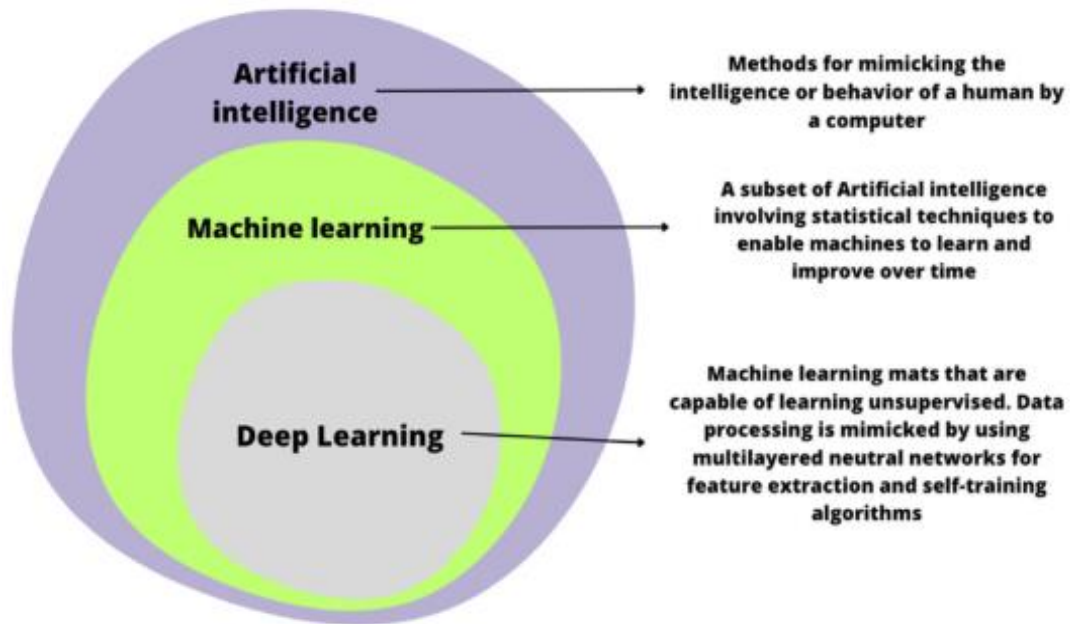 Artificial
intelligence
Methods for mimicking the
intelligence or behavior of a human by
a computer
Machine learning
A subset of Artificial intelligence
involving statistical techniques to
enable machines to learn and
improve over time
Deep Learning
Machine learning mats that are
capable of learning unsupervised. Data
processing is mimicked by using
multilayered neutral networks for
feature extraction and self-training
algorithms